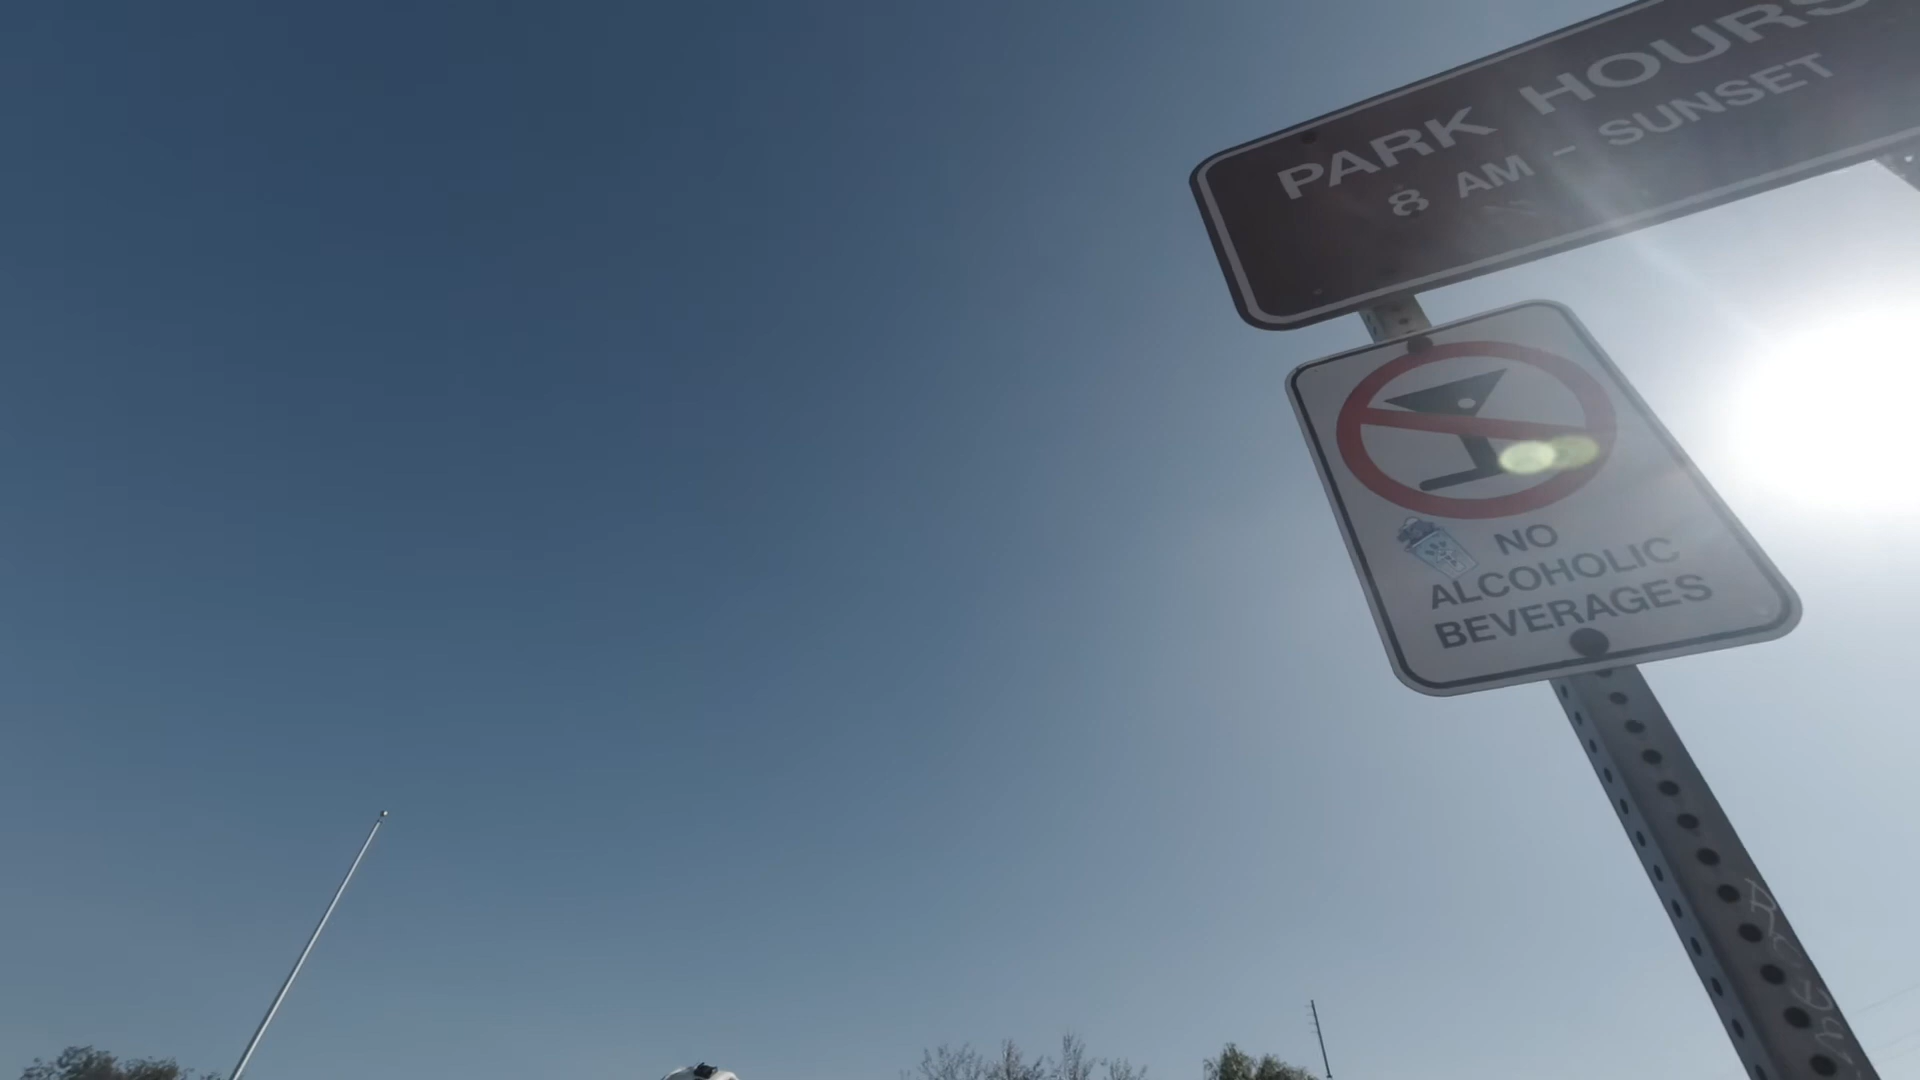 PARK HOURS
8 AM - SUNSET
NO
ALCOHOLIC
BEVERAGES